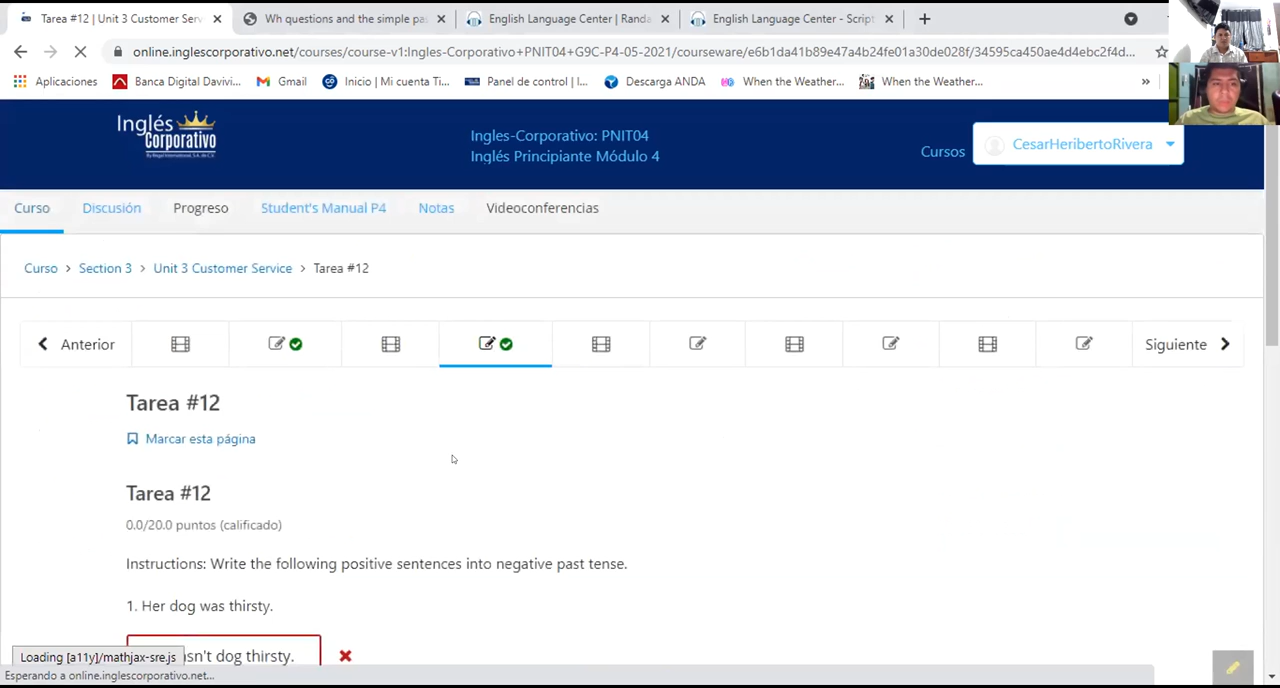 Tarea #12 | Unit 3 Customer Serv
Wh questions and the simple pas
English Language Center | Randa
English Language Center - Script
online.inglescorporativo.net/courses/course-v1:Ingles-Corporativo+PNIT04+G9C-P4-05-2021/courseware/e6b1da41b89e47a4b24fe01a30de028f/34595ca450ae4d4ebc2f4d...
Aplicaciones
Banca Digital Davivi...
Gmail
Inicio | Mi cuenta Ti...
Panel de control | I...
Descarga ANDA
When the Weather...
When the Weather...
»
Inglés
Corporativo
Ingles-Corporativo: PNIT04
Inglés Principiante Módulo 4
Cursos
CesarHeribertoRivera
Curso
Discusión
Progreso
Student's Manual P4
Notas
Videoconferencias
Curso > Section 3 > Unit 3 Customer Service > Tarea #12
Anterior
Siguiente
Tarea #12
Marcar esta página
Tarea #12
0.0/20.0 puntos (calificado)
Instructions: Write the following positive sentences into negative past tense.
1. Her dog was thirsty.
asn't dog thirsty.
Loading [a11y]/mathjax-sre.js
Esperando a online.inglescorporativo.net...